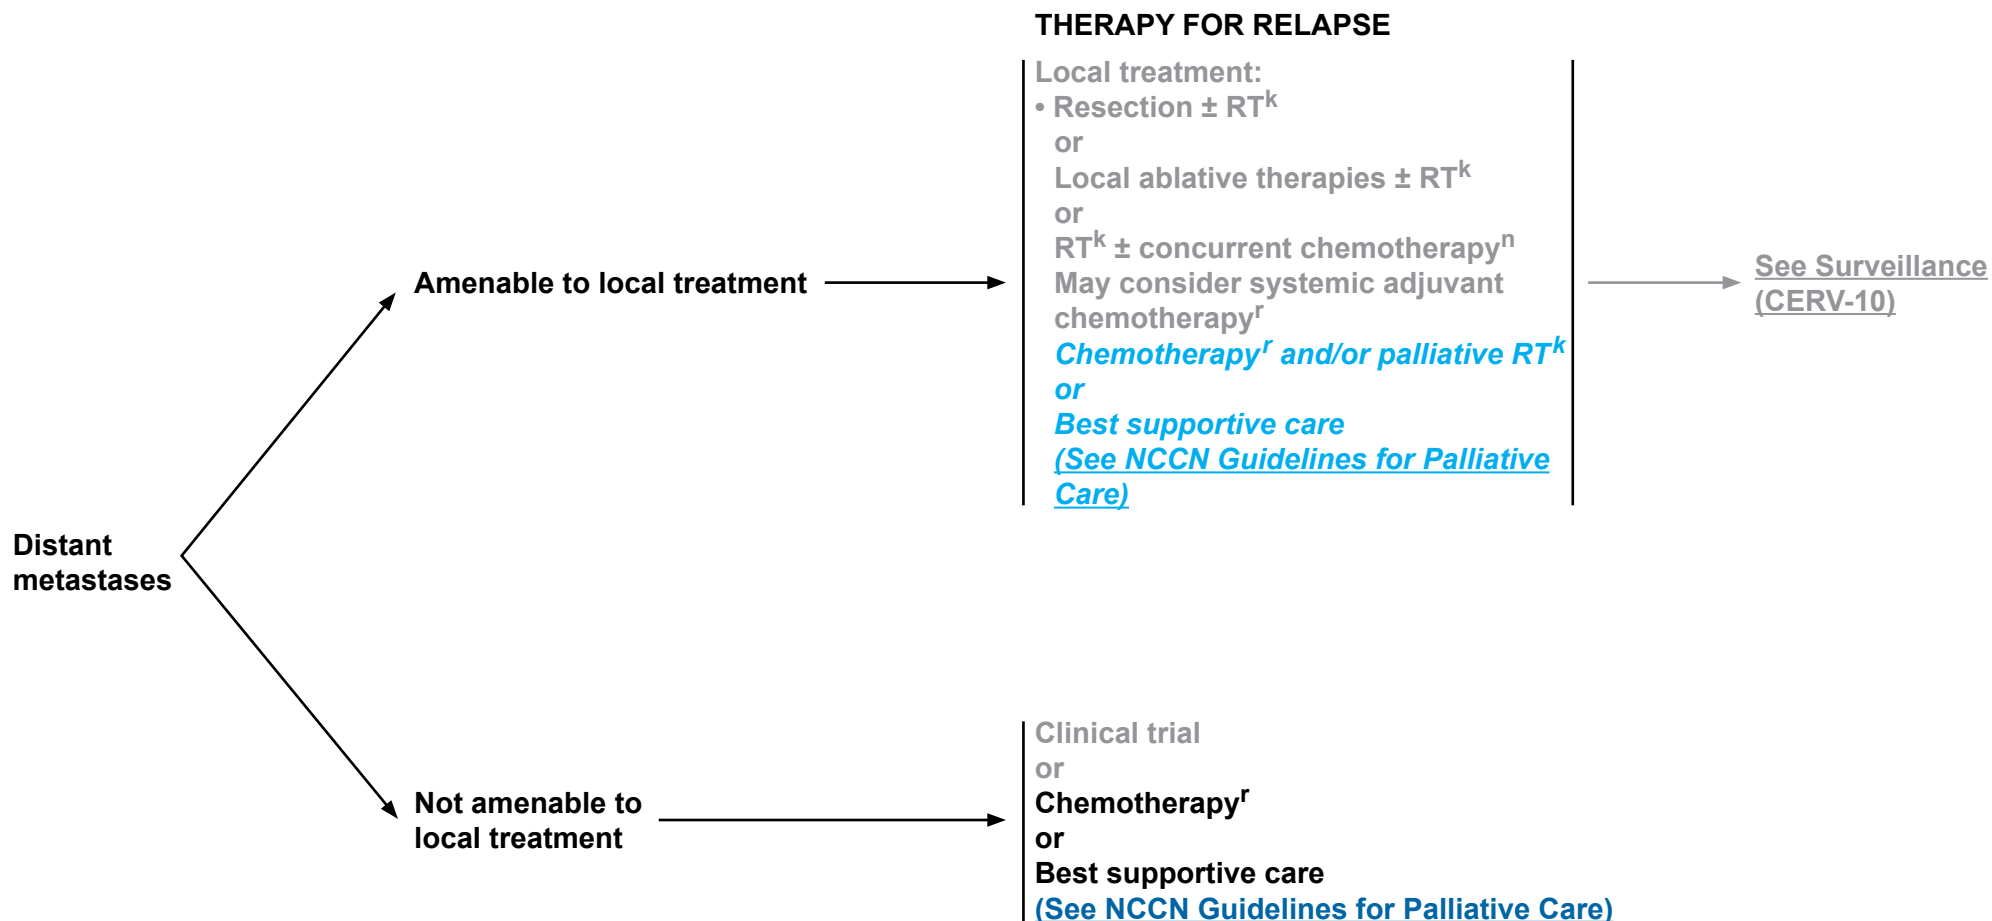 THERAPY FOR RELAPSE
Local treatment:
• Resection ± RTk
or
Local ablative therapies ± RTk
or
RTk ± concurrent chemotherapyn
May consider systemic adjuvant
chemotherapyr
Chemotherapyr and/or palliative RTk
or
Best supportive care
(See NCCN Guidelines for Palliative
Care)
Amenable to local treatment
See Surveillance
(CERV-10)
Distant
metastases
Not amenable to
local treatment
Clinical trial
or
Chemotherapyr
or
Best supportive care
(See NCCN Guidelines for Palliative Care)